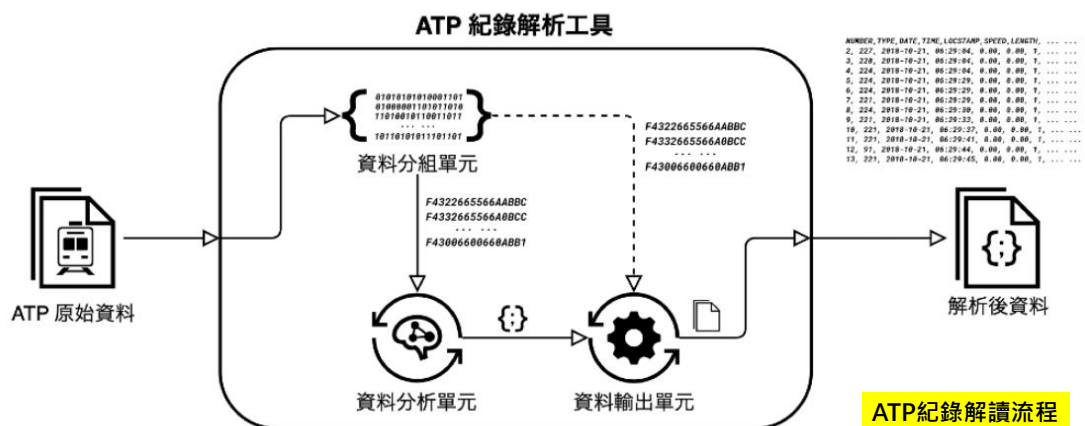 ATP 紀錄解析工具
NUMBER,TYPE,DATE,TIME,LOCSTAMP,SPEED,LENGTH, ... ...
2, 227, 2018-10-21, 06:29:04, 0.00, 0.00, 1, ... ...
3, 228, 2018-10-21, 06:29:04, 0.00, 0.00, 1, ... ...
4, 224, 2018-10-21, 06:29:04, 0.00, 0.00, 1, ... ...
5, 224, 2018-10-21, 06:29:29, 0.00, 0.00, 1, ... ...
6, 224, 2018-10-21, 06:29:29, 0.00, 0.00, 1, ... ...
7, 221, 2018-10-21, 06:29:29, 0.00, 0.00, 1, ... ...
8, 224, 2018-10-21, 06:29:30, 0.00, 0.00, 1, ... ...
9, 221, 2018-10-21, 06:29:33, 0.00, 0.00, 1, ... ...
10, 221, 2018-10-21, 06:29:37, 0.00, 0.00, 1, ... ...
11, 221, 2018-10-21, 06:29:41, 0.00, 0.00, 1, ... ...
12, 91, 2018-10-21, 06:29:44, 0.00, 0.00, 1, ... ...
13, 221, 2018-10-21, 06:29:45, 0.00, 0.00, 1, ... ...
01010101010001101
01000001101011010
11010010110011011
... ...
10110101011101101
資料分組單元
F4322665566AABBC
F4332665566A0BCC
... ...
F43006600660ABB1
F4322665566AABBC
F4332665566A0BCC
... ...
F43006600660ABB1
ATP 原始資料
{;}
資料分析單元
資料輸出單元
{;}
解析後資料
ATP紀錄解讀流程